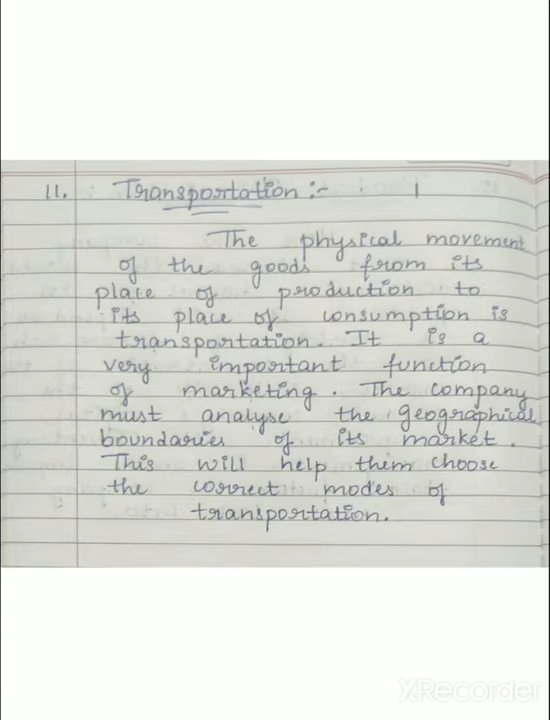 11. Transportation :-
The physical movement
of the goods from its
place of production to
its place of consumption is
transportation. It is a
very important function
of marketing. The company
must analyse the geographical
boundaries of its market.
This will help them choose
the correct modes of
transportation.
XRecorder